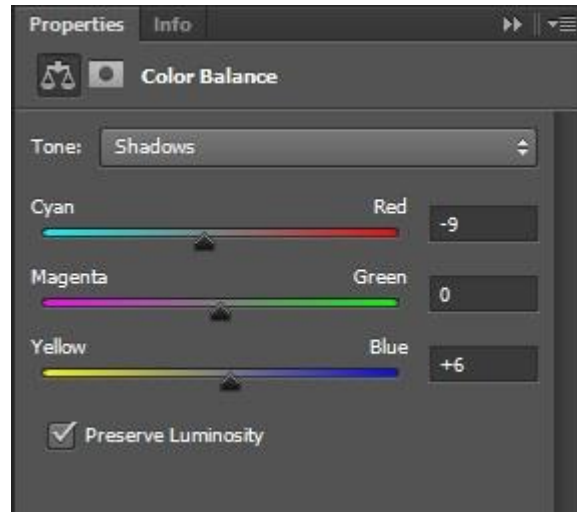 Properties Info
Color Balance
Tone: Shadows
Cyan Red -9
Magenta Green 0
Yellow Blue +6
Preserve Luminosity